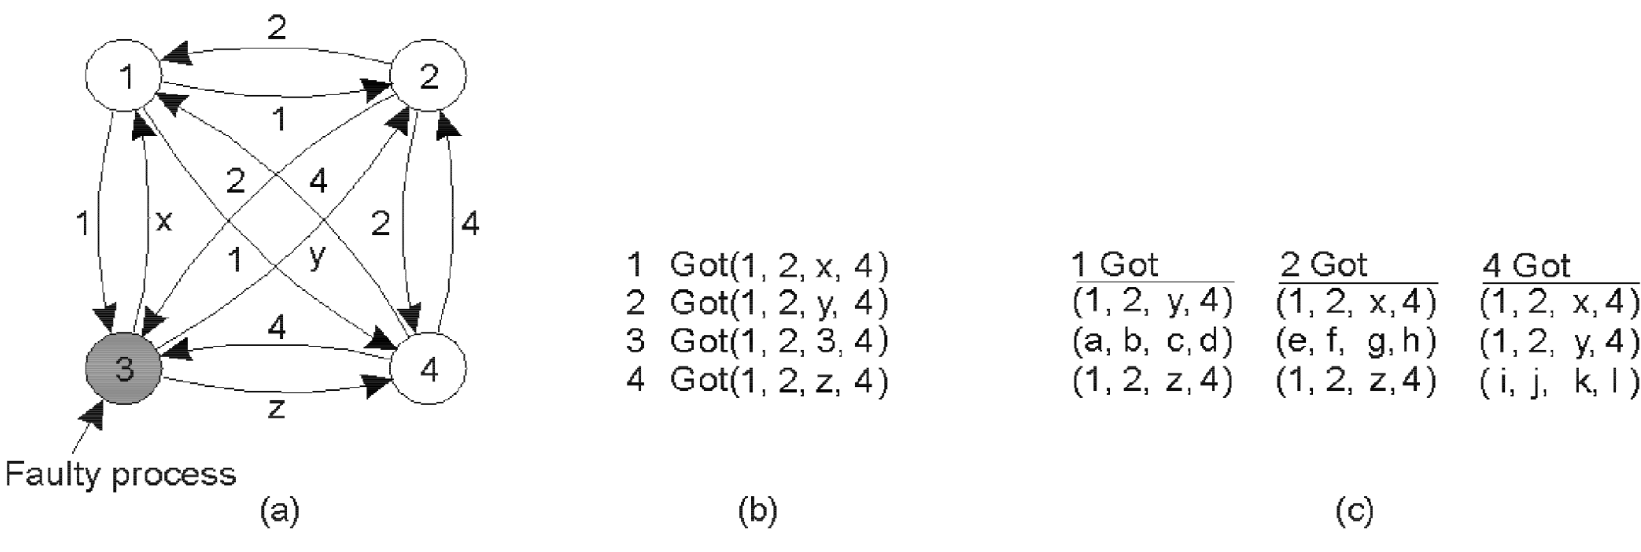 2
1
2
1
2
4
1
x
2
4
1
y
4
3
4
z
Faulty process
(a)
1 Got(1, 2, x, 4)
2 Got(1, 2, y, 4)
3 Got(1, 2, 3, 4)
4 Got(1, 2, z, 4)
(b)
1 Got 2 Got 4 Got
(1, 2, y, 4) (1, 2, x, 4) (1, 2, x, 4)
(a, b, c, d) (e, f, g, h) (1, 2, y, 4)
(1, 2, z, 4) (1, 2, z, 4) (i, j, k, l)
(c)